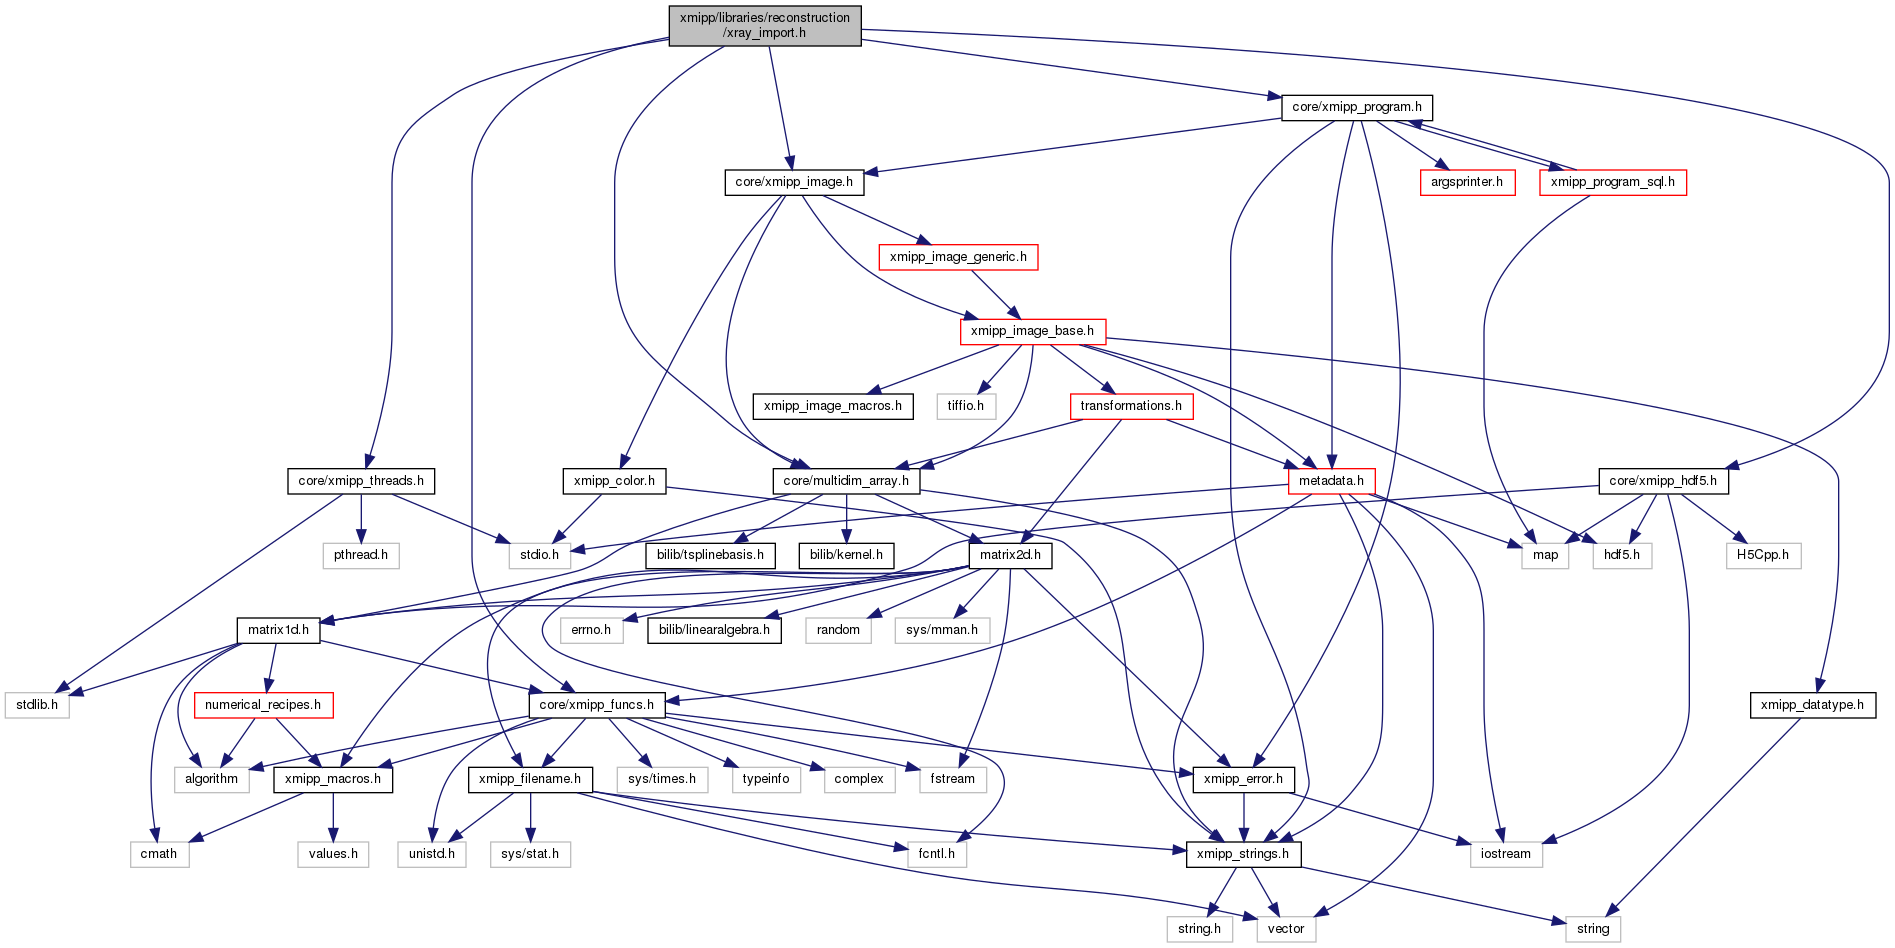 xmipp/libraries/reconstruction
/xray_import.h
core/xmipp_program.h
core/xmipp_image.h
argsprinter.h
xmipp_program_sql.h
xmipp_image_generic.h
xmipp_image_base.h
xmipp_image_macros.h
tiffio.h
transformations.h
core/xmipp_threads.h
xmipp_color.h
core/multidim_array.h
metadata.h
core/xmipp_hdf5.h
pthread.h
stdio.h
bilib/tsplinebasis.h
bilib/kernel.h
matrix2d.h
map
hdf5.h
H5Cpp.h
matrix1d.h
errno.h
bilib/linearalgebra.h
random
sys/mman.h
stdlib.h
numerical_recipes.h
core/xmipp_funcs.h
xmipp_datatype.h
algorithm
xmipp_macros.h
xmipp_filename.h
sys/times.h
typeinfo
complex
fstream
xmipp_error.h
cmath
values.h
unistd.h
sys/stat.h
fcntl.h
xmipp_strings.h
iostream
string.h
vector
string